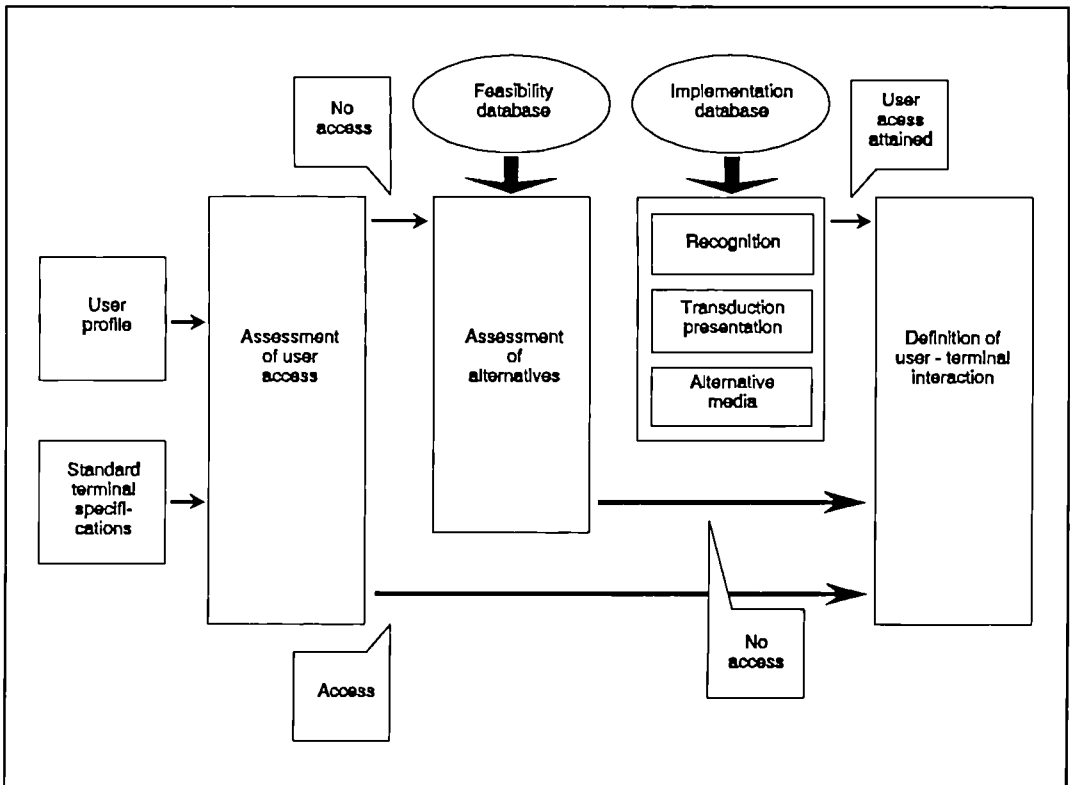 No
access
Feasibility
database
Implementation
database
User
acess
attained
User
profile
Standard
terminal
specifi-
cations
Assessment
of user
access
Assessment
of
alternatives
Recognition
Transduction
presentation
Alternative
media
Definition of
user - terminal
interaction
Access
No
access